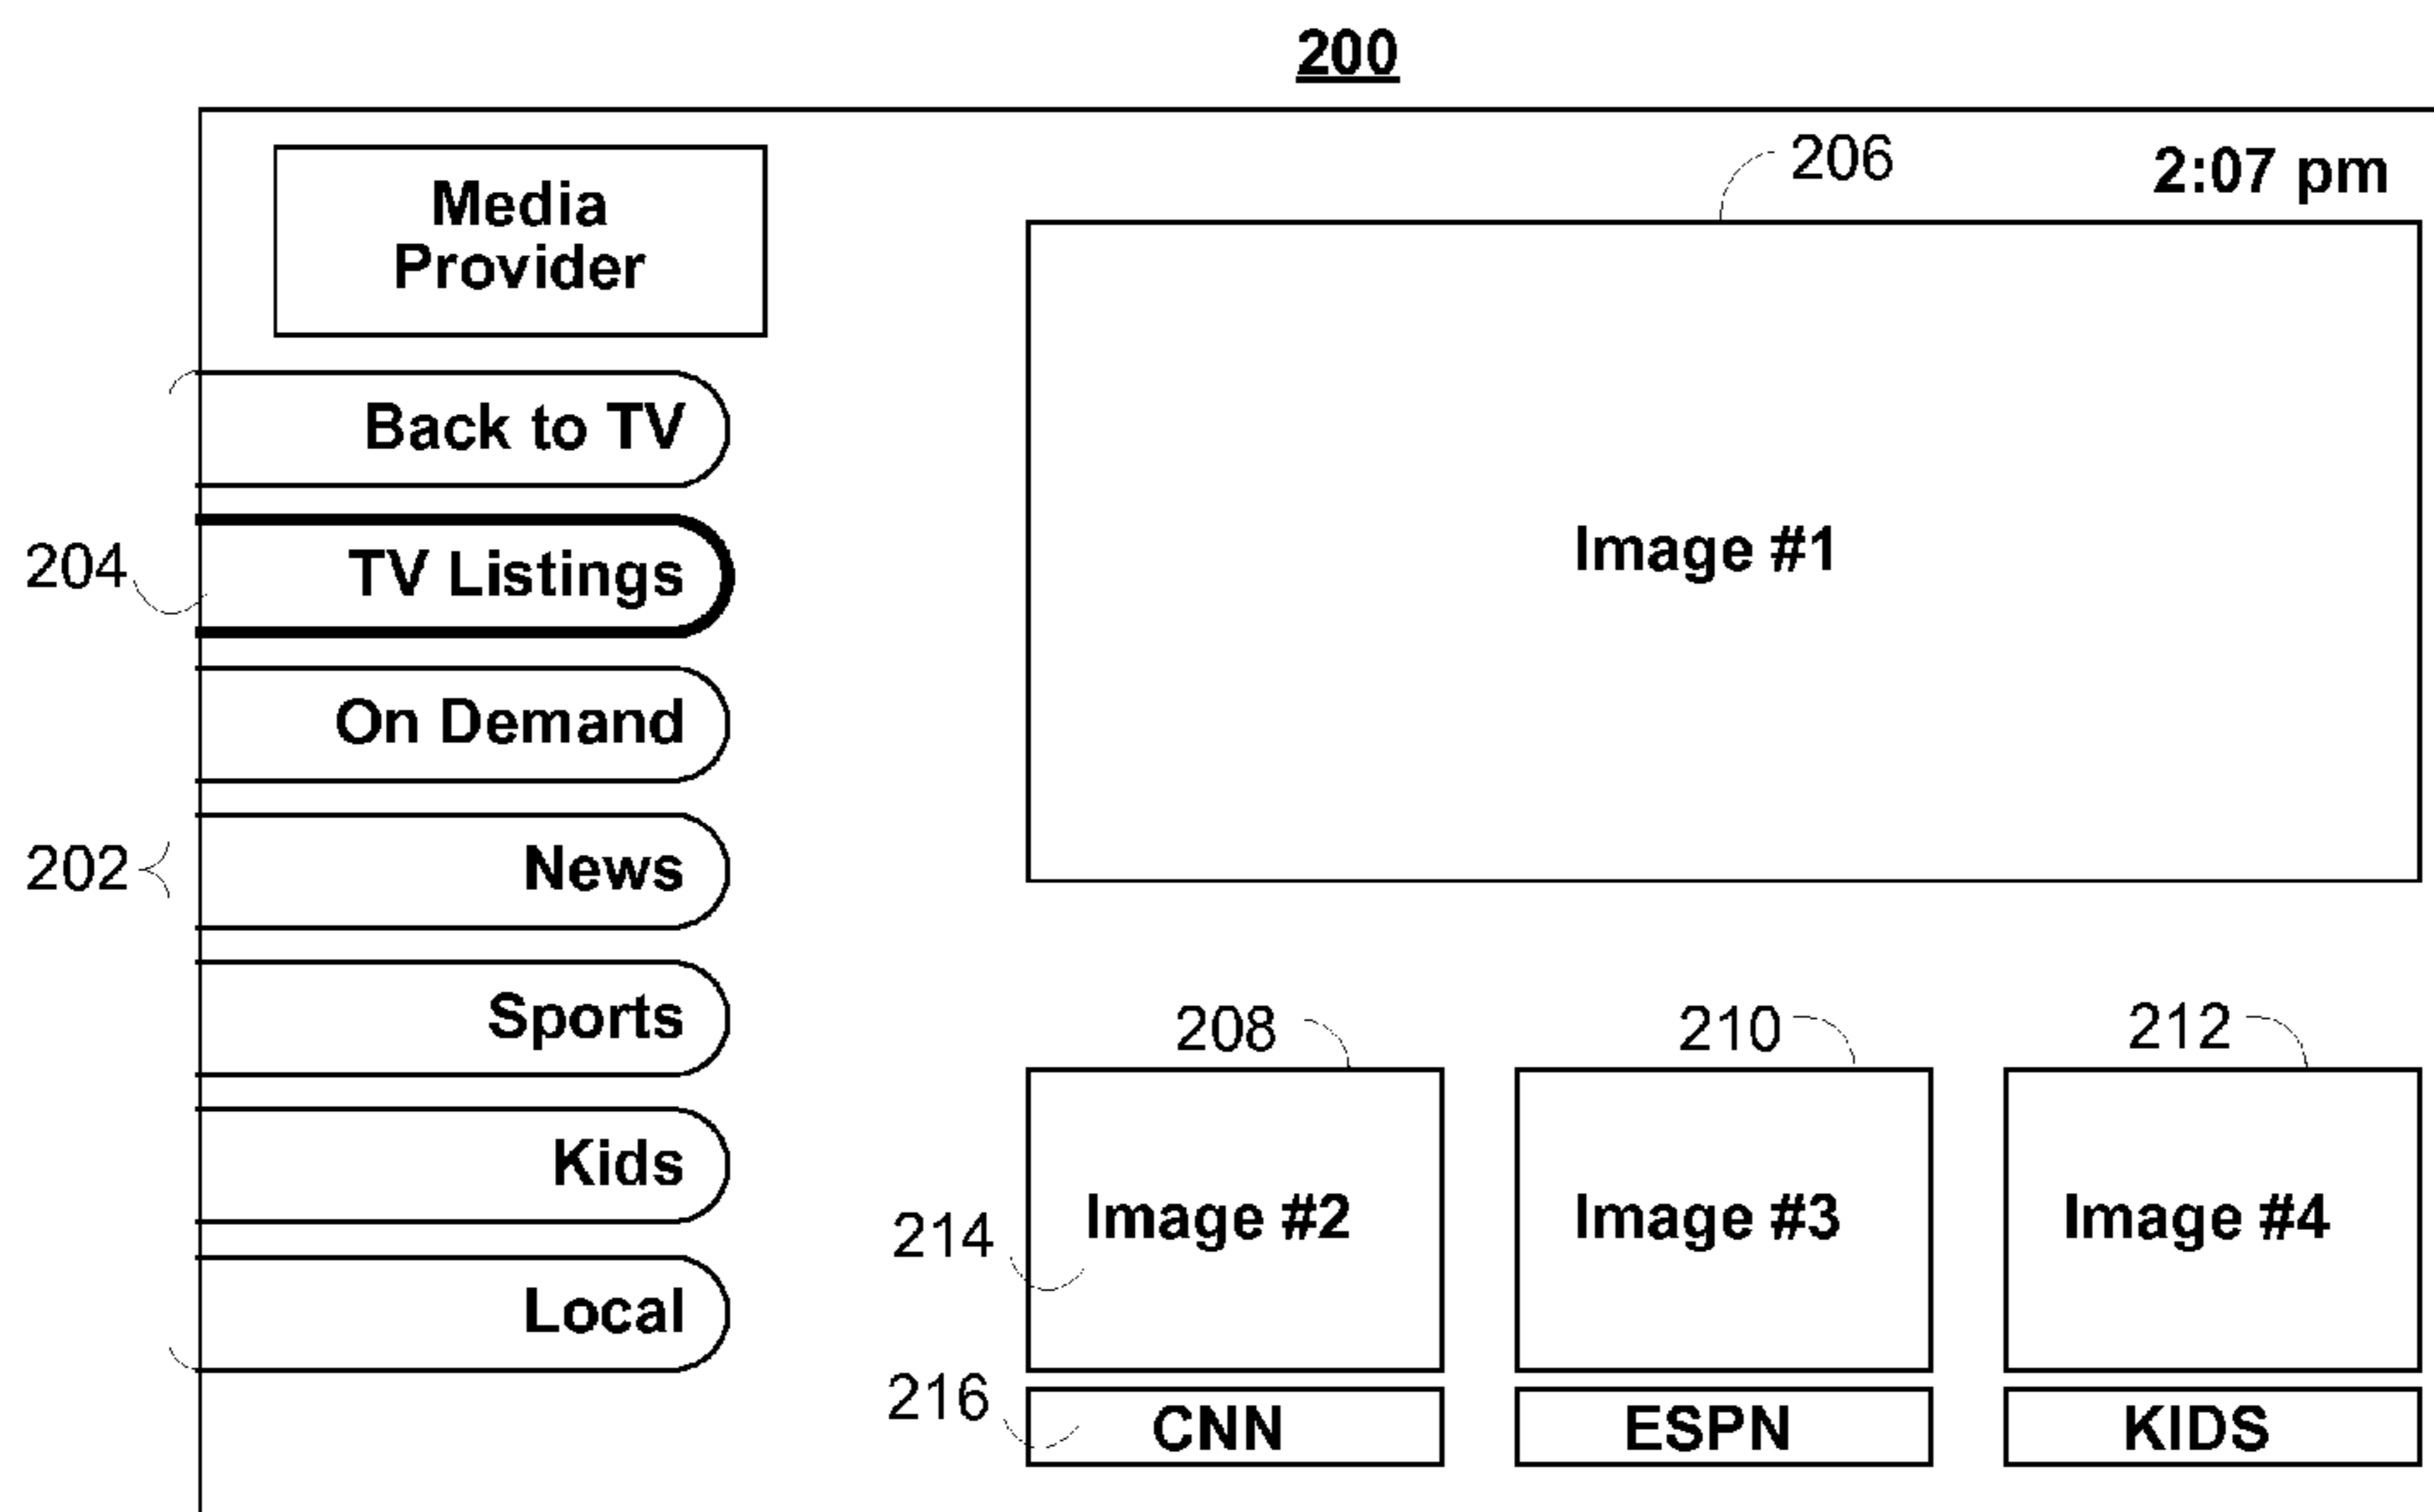 200
206
2:07 pm
Media
Provider
Back to TV
204
TV Listings
On Demand
202
News
Sports
Kids
Local
Image #1
208
210
212
214
Image #2
Image #3
Image #4
216
CNN
ESPN
KIDS